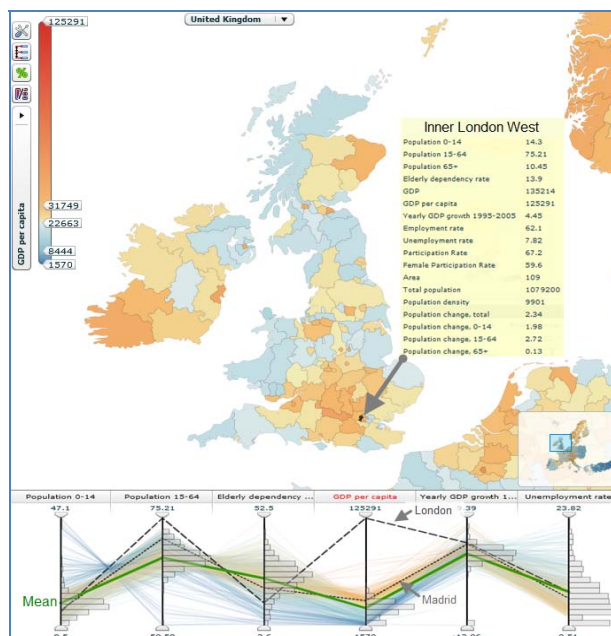 125291
United Kingdom
31749
22663
8444
1570
GDP per capita
Inner London West
Population 0-14 14.3
Population 15-64 75.21
Population 65+ 10.45
Elderly dependency rate 13.9
GDP 135214
GDP per capita 125291
Yearly GDP growth 1995-2005 4.45
Employment rate 62.1
Unemployment rate 7.82
Participation Rate 67.2
Female Participation Rate 59.6
Area 109
Total population 1079200
Population density 9901
Population change, total 2.34
Population change, 0-14 1.98
Population change, 15-64 2.72
Population change, 65+ 0.13
Population 0-14 Population 15-64 Elderly dependency ... GDP per capita Yearly GDP growth 1... Unemployment rate
47.1 75.21 52.5 125291 9.39 23.82
London
Mean
Madrid